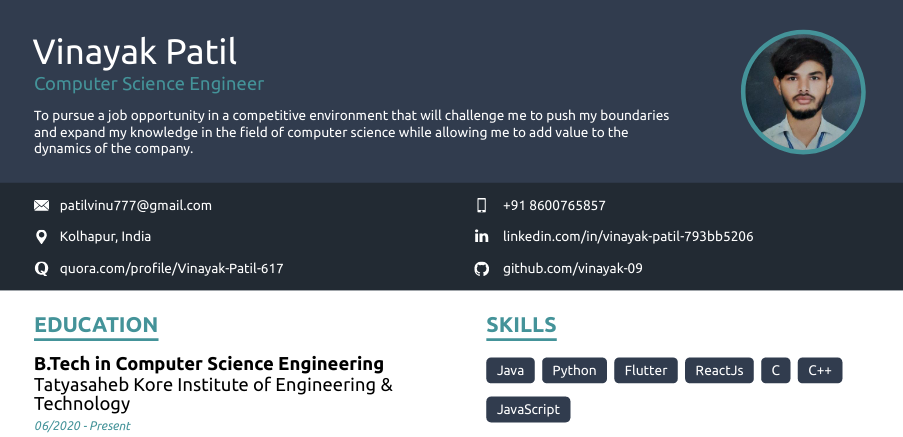 Vinayak Patil
Computer Science Engineer
To pursue a job opportunity in a competitive environment that will challenge me to push my boundaries
and expand my knowledge in the field of computer science while allowing me to add value to the
dynamics of the company.
patilvinu777@gmail.com
+91 8600765857
Kolhapur, India
linkedin.com/in/vinayak-patil-793bb5206
quora.com/profile/Vinayak-Patil-617
github.com/vinayak-09
EDUCATION
B.Tech in Computer Science Engineering
Tatyasaheb Kore Institute of Engineering &
Technology
06/2020 - Present
SKILLS
Java Python Flutter ReactJs C C++
JavaScript